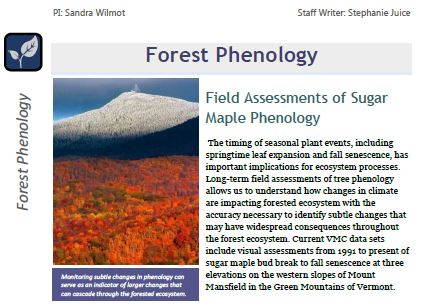 PI: Sandra Wilmot
Staff Writer: Stephanie Juice
Forest Phenology
Forest Phenology
Field Assessments of Sugar
Maple Phenology
The timing of seasonal plant events, including
springtime leaf expansion and fall senescence, has
important implications for ecosystem processes.
Long-term field assessments of tree phenology
allows us to understand how changes in climate
are impacting forested ecosystem with the
accuracy necessary to identify subtle changes that
may have widespread consequences throughout
the forest ecosystem. Current VMC data sets
include visual assessments from 1991 to present of
sugar maple bud break to fall senescence at three
elevations on the western slopes of Mount
Mansfield in the Green Mountains of Vermont.
Monitoring subtle changes in phenology can
serve as an indicator of larger changes that
can cascade through the forested ecosystem.